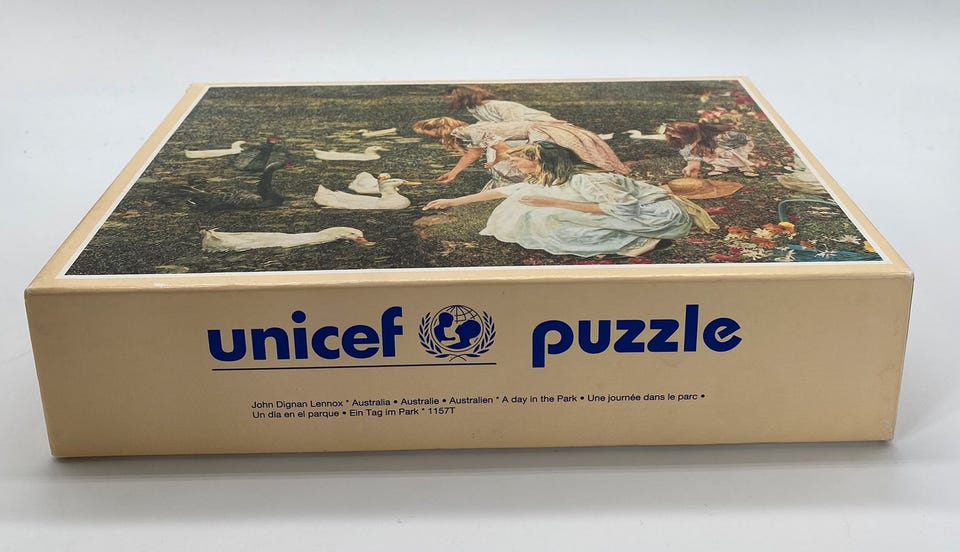 unicef puzzle
John Dignan Lennox * Australia • Australie • Australien * A day in the Park • Une journée dans le parc •
Un día en el parque • Ein Tag im Park * 1157T